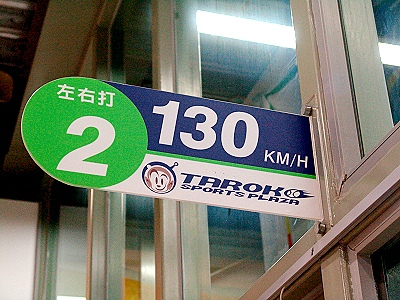 左右打
2
130 KM/H
TAROKO
SPORTS PLAZA